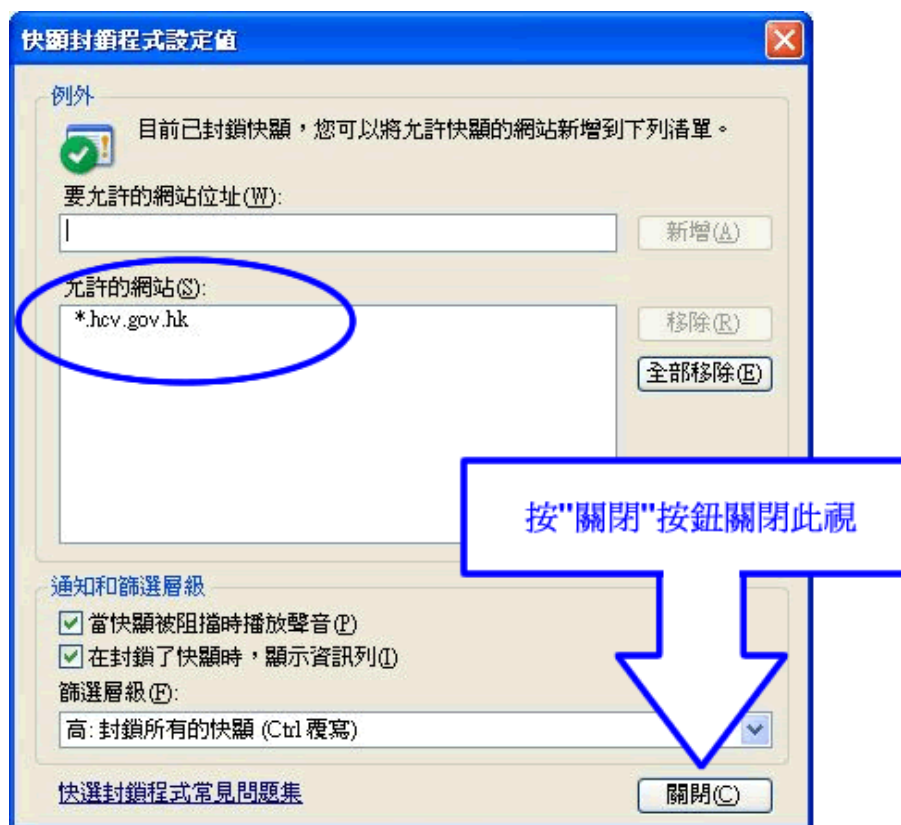 快顯封鎖程式設定值
例外
目前已封鎖快顯，您可以將允許快顯的網站新增到下列清單。
要允許的網站位址(W):
新增(A)
允許的網站(S):
*.hcv.gov.hk
移除(R)
全部移除(E)
按"關閉"按鈕關閉此視
通知和篩選層級
當快顯被阻擋時播放聲音(P)
在封鎖了快顯時，顯示資訊列(I)
篩選層級(F):
高: 封鎖所有的快顯 (Ctrl 覆寫)
快選封鎖程式常見問題集
關閉(C)